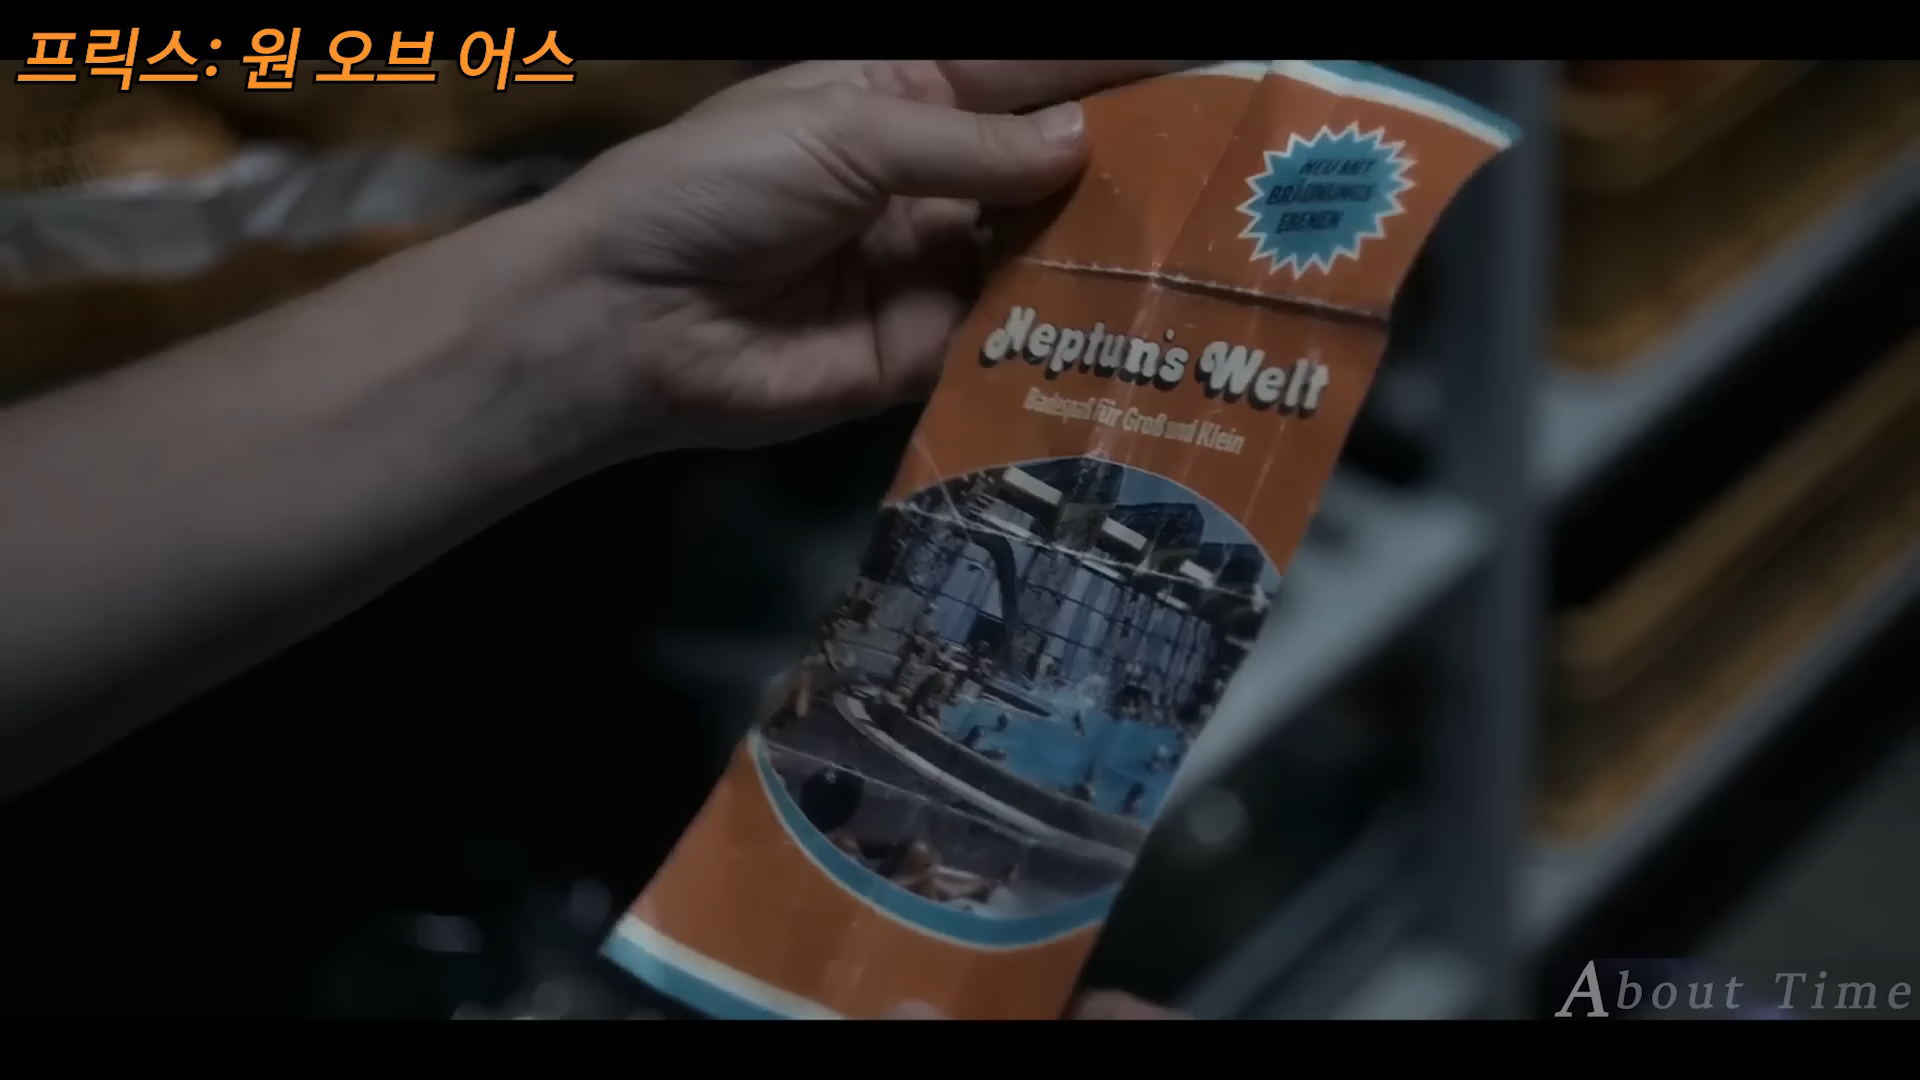 프릭스: 원 오브 어스
NEU MIT
BRÄUNUNGS-
EBENEN
Neptun's Welt
Badespaß für Groß und Klein
About Time